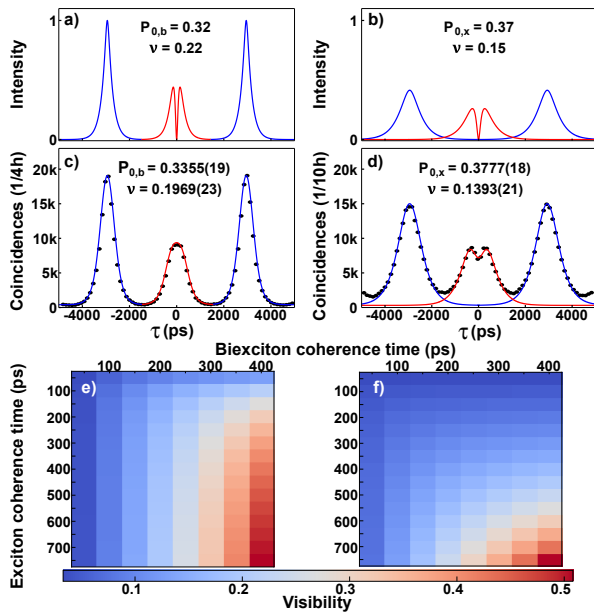 a)
P0,b = 0.32
ν = 0.22
Intensity
1
0
b)
P0,x = 0.37
ν = 0.15
Intensity
1
0
c)
P0,b = 0.3355(19)
ν = 0.1969(23)
Coincidences (1/4h)
20k
15k
10k
5k
0
-4000 -2000 0 2000 4000
τ (ps)
d)
P0,x = 0.3777(18)
ν = 0.1393(21)
Coincidences (1/10h)
20k
15k
10k
5k
0
-4000 -2000 0 2000 4000
τ (ps)
Biexciton coherence time (ps)
100 200 300 400
100 200 300 400
Exciton coherence time (ps)
e)
100
200
300
400
500
600
700
f)
100
200
300
400
500
600
700
0.1 0.2 0.3 0.4 0.5
Visibility